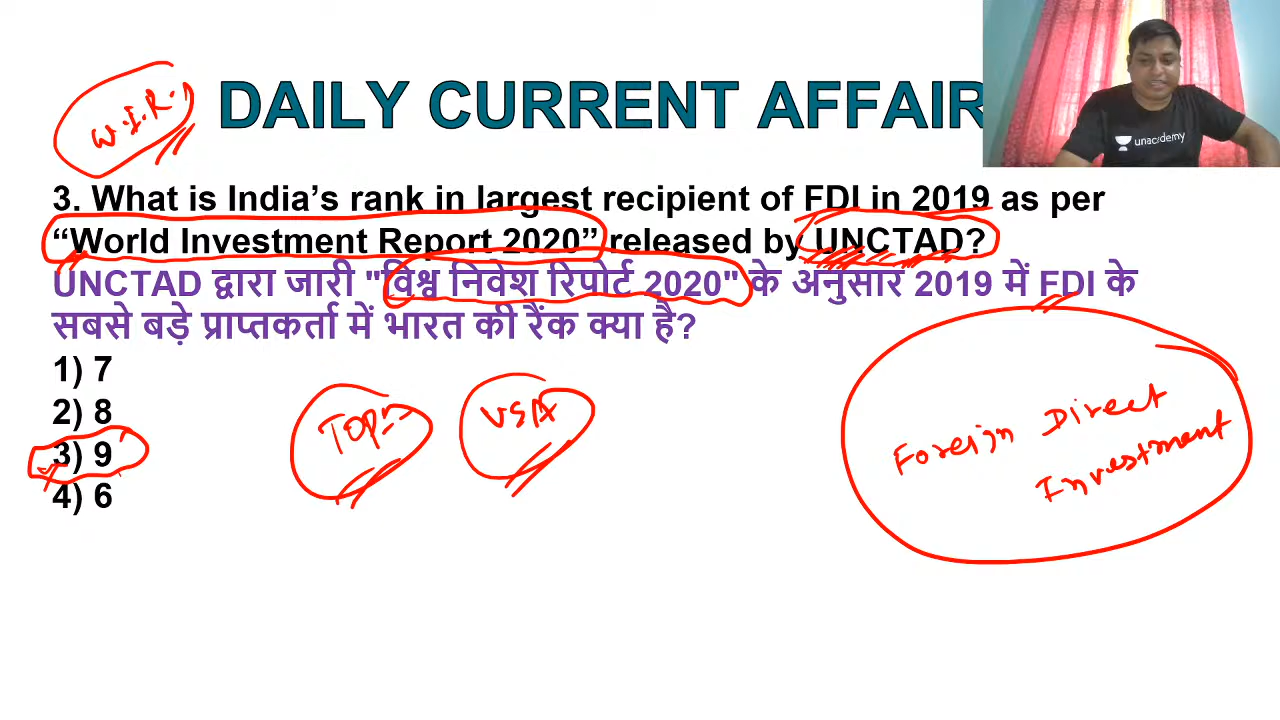 W.I.R.
DAILY CURRENT AFFAIR
unacademy
3. What is India’s rank in largest recipient of FDI in 2019 as per
“World Investment Report 2020” released by UNCTAD?
UNCTAD द्वारा जारी "विश्व निवेश रिपोर्ट 2020" के अनुसार 2019 में FDI के
सबसे बड़े प्राप्तकर्ता में भारत की रैंक क्या है?
1) 7
2) 8
3) 9
4) 6
TOP
USA
Foreign Direct
Investment